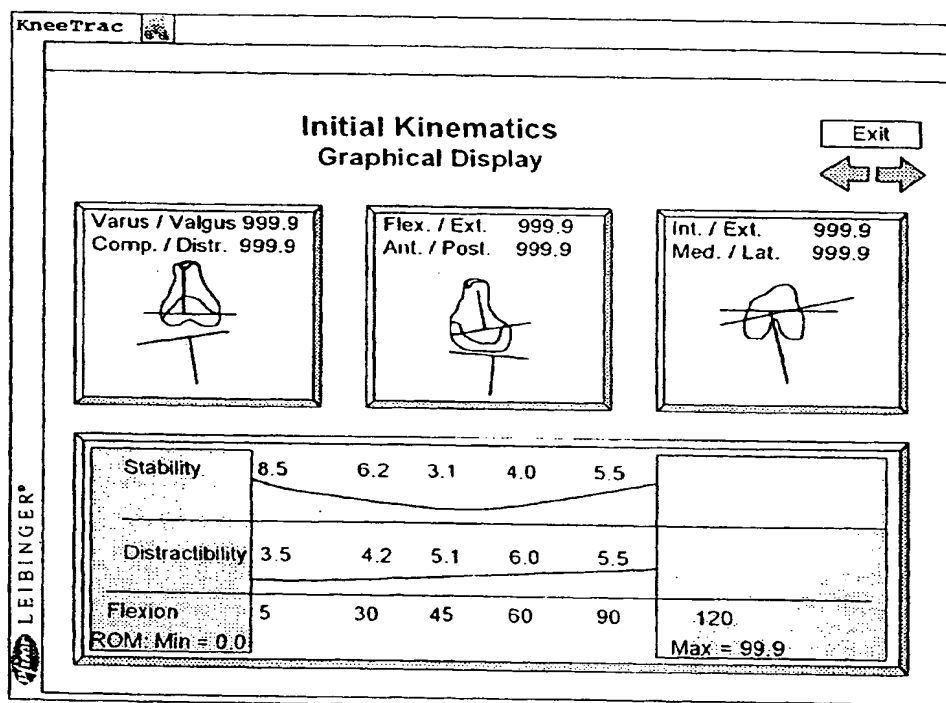 KneeTrac
Initial Kinematics
Graphical Display
Exit
Varus / Valgus 999.9
Comp. / Distr. 999.9
Flex. / Ext. 999.9
Ant. / Post. 999.9
Int. / Ext. 999.9
Med. / Lat. 999.9
Stability 8.5 6.2 3.1 4.0 5.5
Distractibility 3.5 4.2 5.1 6.0 5.5
Flexion 5 30 45 60 90 120
ROM: Min = 0.0 Max = 99.9
LEIBINGER®